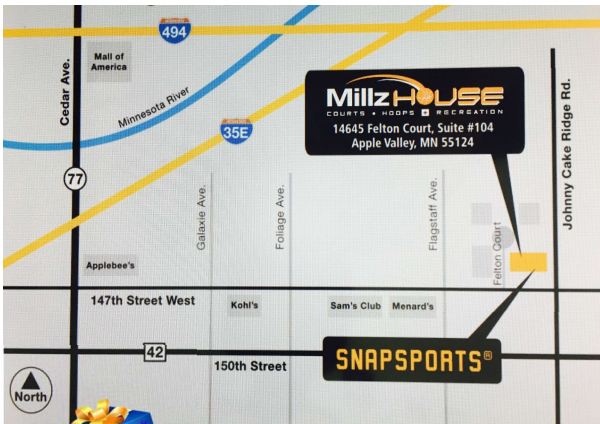 494
Mall of
America
Cedar Ave.
Minnesota River
35E
Millz HOUSE
COURTS • HOOPS + RECREATION
14645 Felton Court, Suite #104
Apple Valley, MN 55124
Johnny Cake Ridge Rd.
77
Galaxie Ave.
Foliage Ave.
Flagstaff Ave.
Felton Court
Applebee's
147th Street West
Kohl's
Sam's Club
Menard's
42
150th Street
SNAPSPORTS®
North